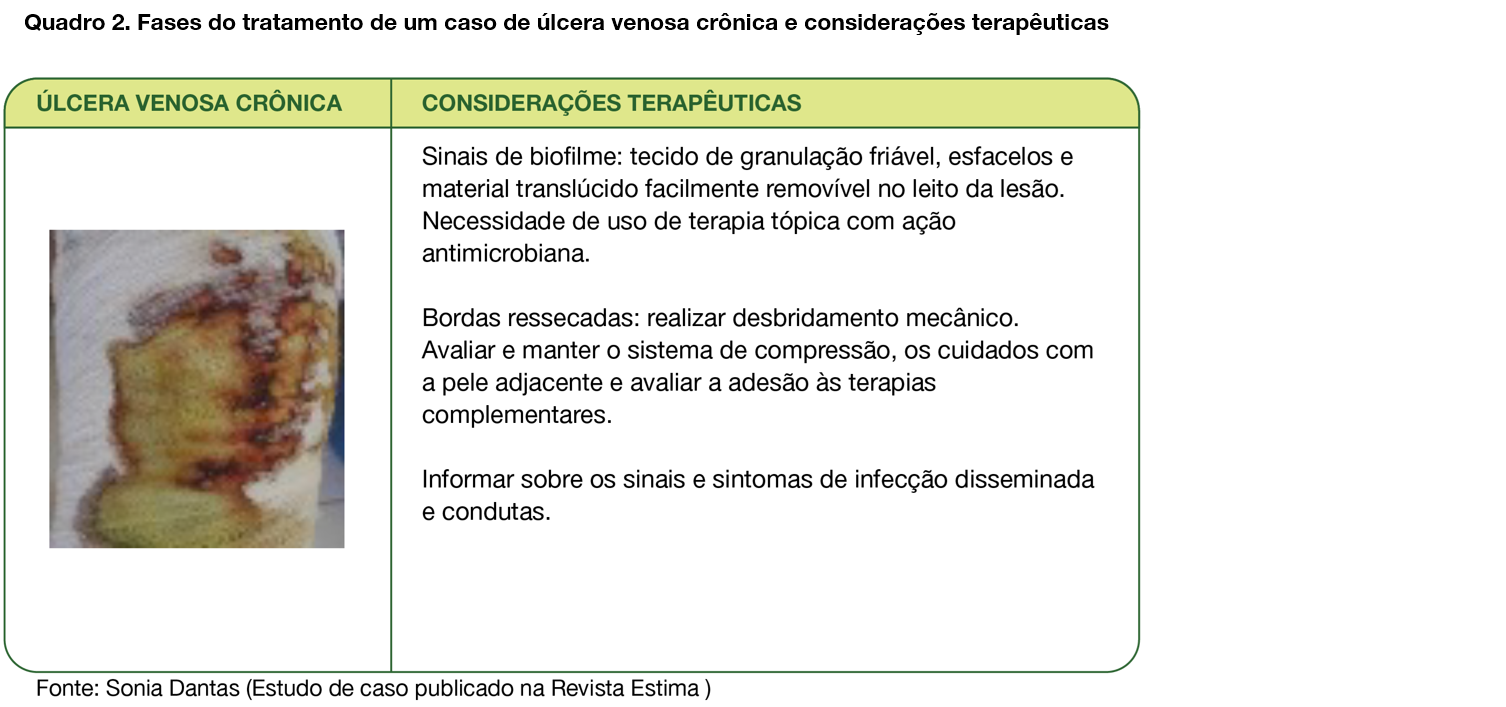 Quadro 2. Fases do tratamento de um caso de úlcera venosa crônica e considerações terapêuticas
ÚLCERA VENOSA CRÔNICA
CONSIDERAÇÕES TERAPÊUTICAS
Sinais de biofilme: tecido de granulação friável, esfacelos e
material translúcido facilmente removível no leito da lesão.
Necessidade de uso de terapia tópica com ação
antimicrobiana.
Bordas ressecadas: realizar desbridamento mecânico.
Avaliar e manter o sistema de compressão, os cuidados com
a pele adjacente e avaliar a adesão às terapias
complementares.
Informar sobre os sinais e sintomas de infecção disseminada
e condutas.
Fonte: Sonia Dantas (Estudo de caso publicado na Revista Estima )